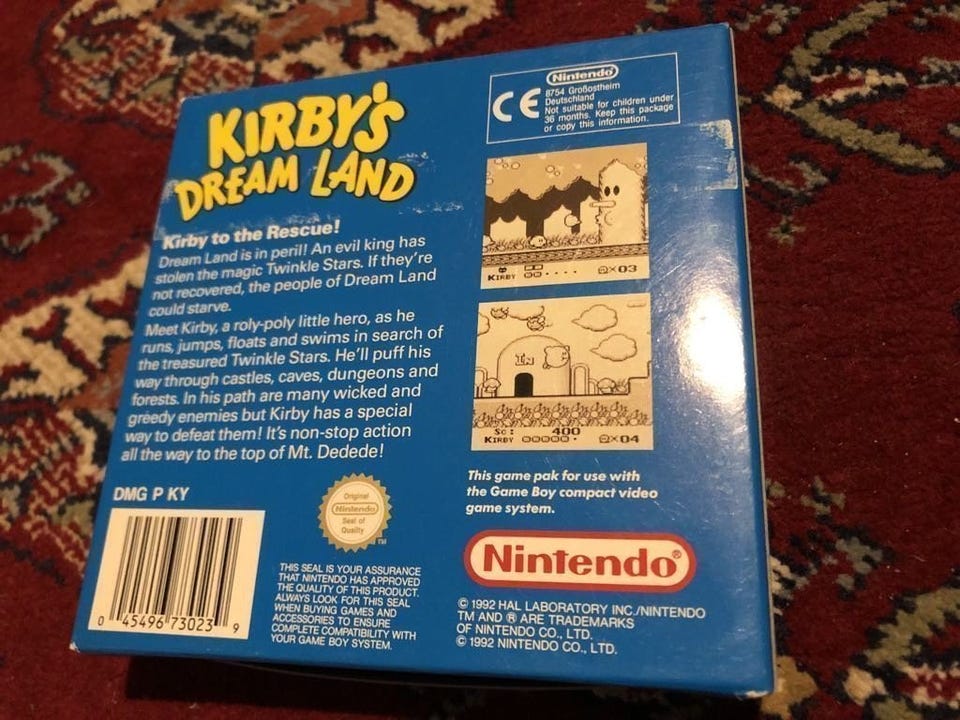 KIRBY'S
DREAM LAND
Kirby to the Rescue!
Dream Land is in peril! An evil king has
stolen the magic Twinkle Stars. If they're
not recovered, the people of Dream Land
could starve.
Meet Kirby, a roly-poly little hero, as he
runs, jumps, floats and swims in search of
the treasured Twinkle Stars. He'll puff his
way through castles, caves, dungeons and
forests. In his path are many wicked and
greedy enemies but Kirby has a special
way to defeat them! It's non-stop action
all the way to the top of Mt. Dedede!
DMG P KY
0 45496 73023 9
Original
Nintendo
Seal of
Quality
TM
THIS SEAL IS YOUR ASSURANCE
THAT NINTENDO HAS APPROVED
THE QUALITY OF THIS PRODUCT.
ALWAYS LOOK FOR THIS SEAL
WHEN BUYING GAMES AND
ACCESSORIES TO ENSURE
COMPLETE COMPATIBILITY WITH
YOUR GAME BOY SYSTEM.
CE
Nintendo
8754 Großostheim
Deutschland
Not suitable for children under
36 months. Keep this package
or copy this information.
KIRBY ×03
IN
Sc: 400
KIRBY ×04
This game pak for use with
the Game Boy compact video
game system.
Nintendo®
© 1992 HAL LABORATORY INC./NINTENDO
TM AND ® ARE TRADEMARKS
OF NINTENDO CO., LTD.
© 1992 NINTENDO CO., LTD.